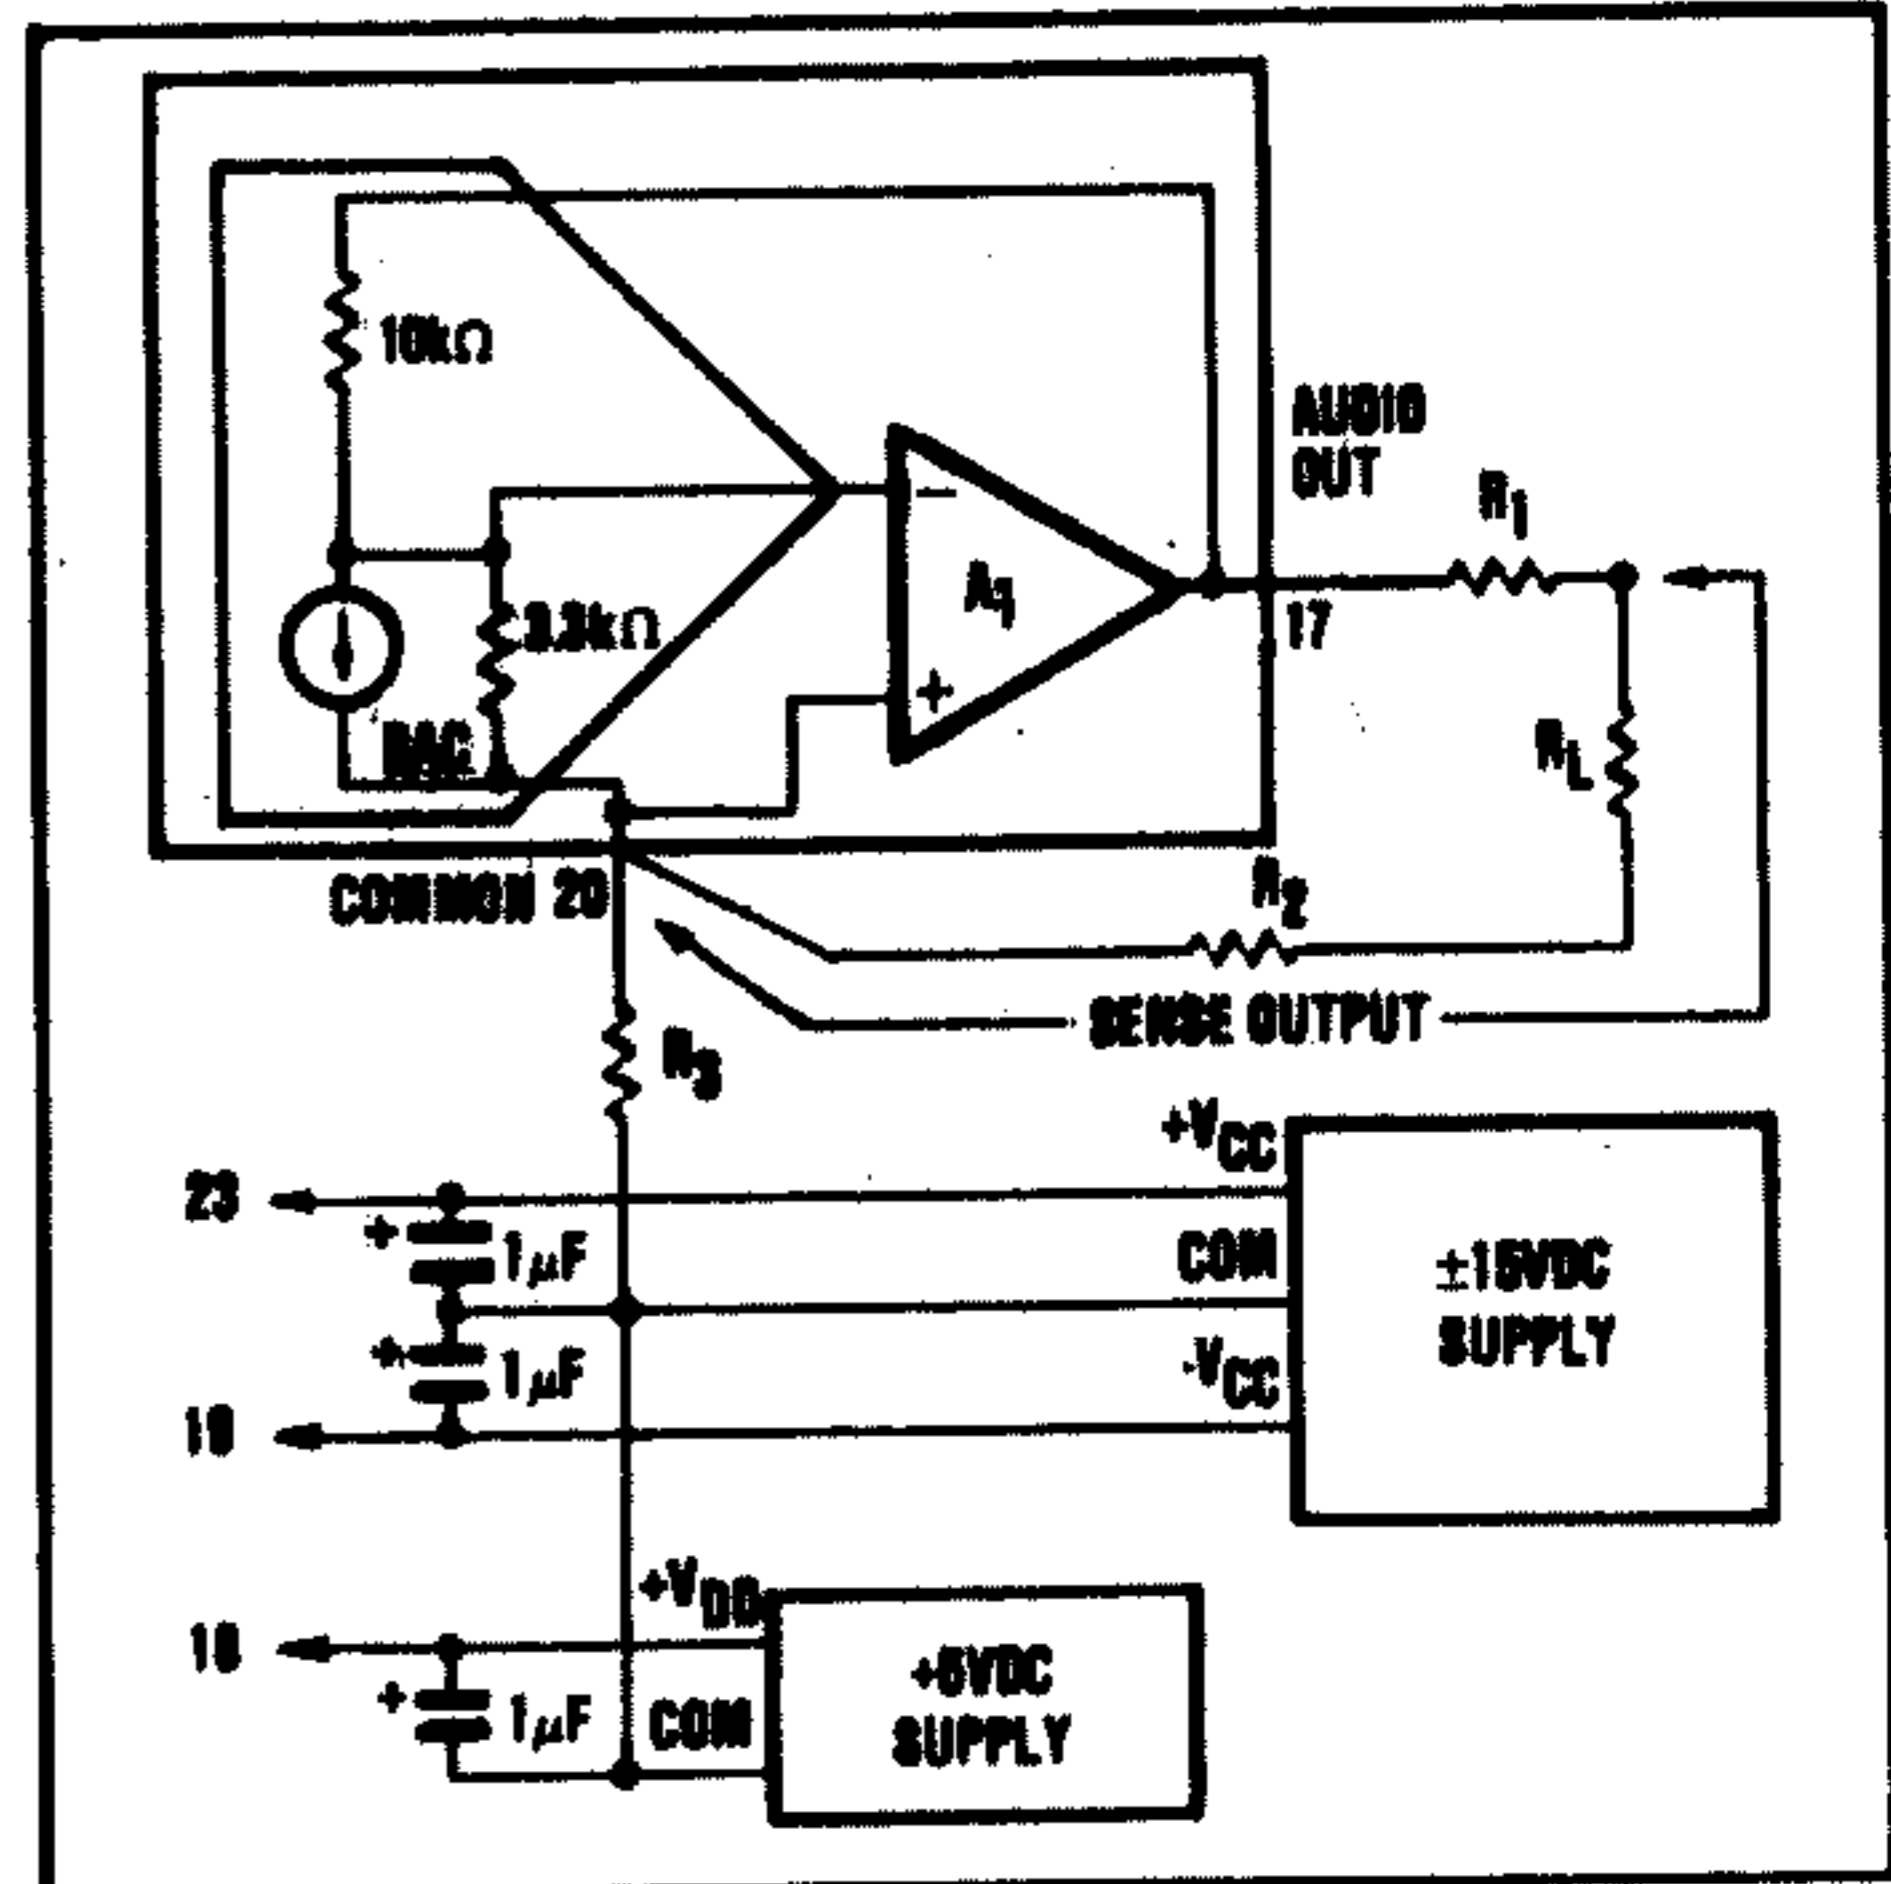 10kΩ
AUDIO
OUT
R1
−
A1
3.3kΩ
17
+
DAC
RL
COMMON 20
R2
SENSE OUTPUT
R3
+VCC
23
+
1µF
COM
±15VDC
SUPPLY
+
1µF
-VCC
+VDD
+5VDC
SUPPLY
+
1µF
COM